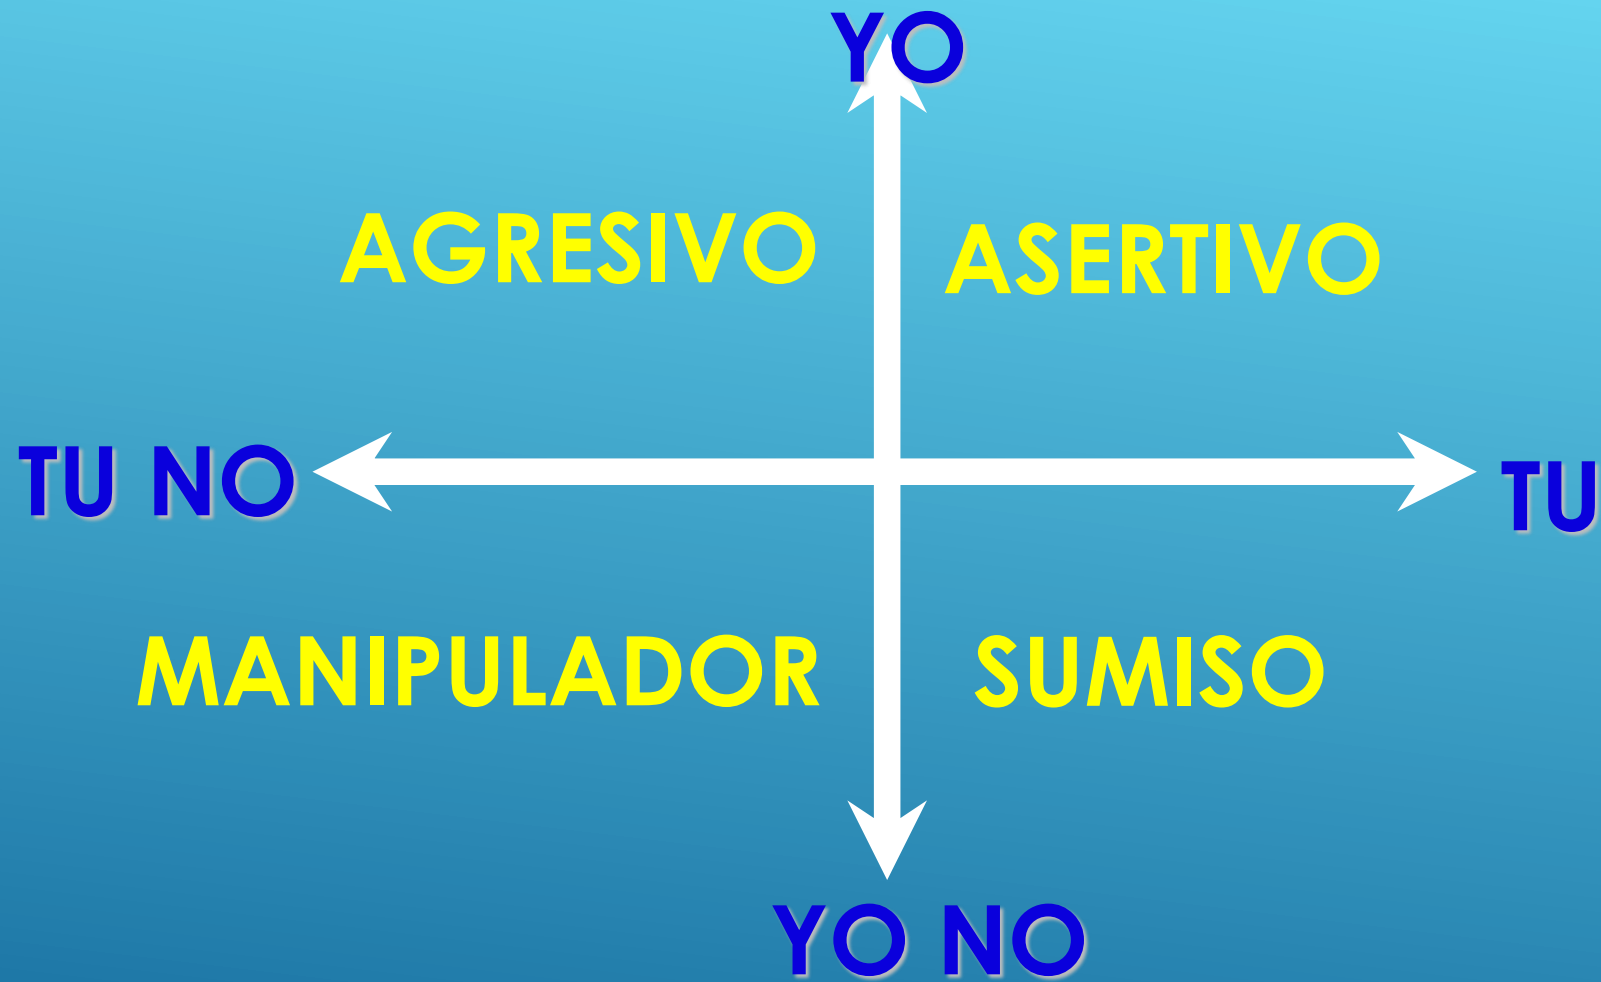 YO
AGRESIVO
ASERTIVO
TU NO
TU
MANIPULADOR
SUMISO
YO NO